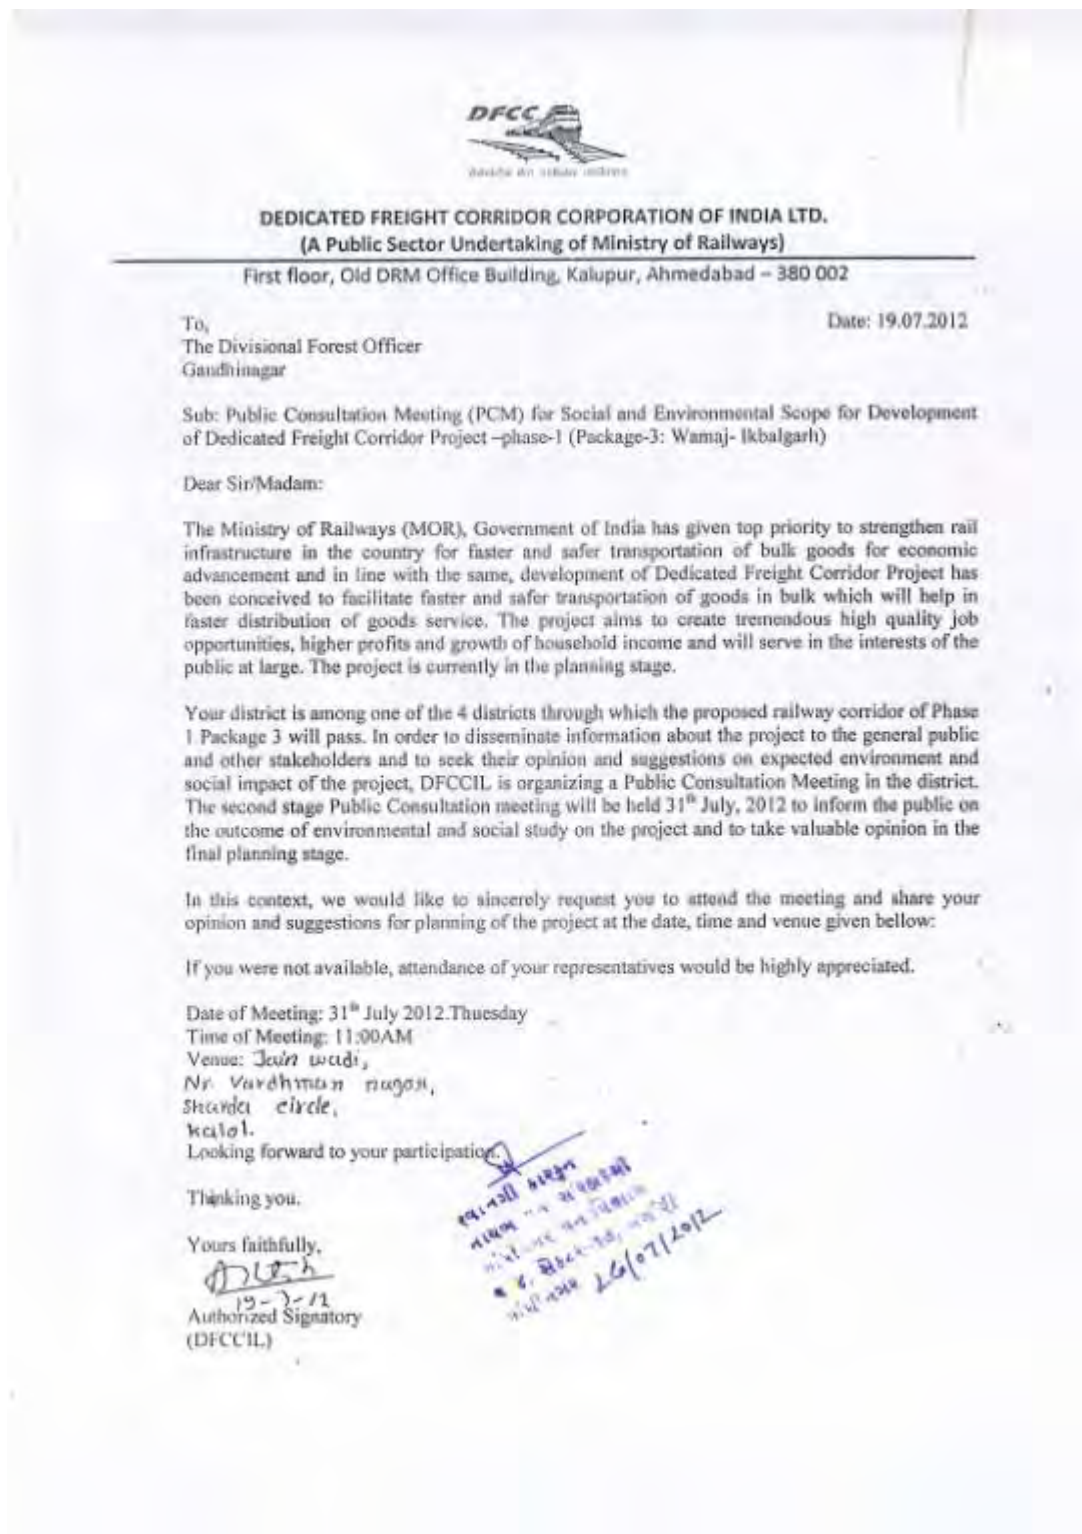 DFCC
DEDICATED FREIGHT CORRIDOR CORPORATION OF INDIA LTD.
(A Public Sector Undertaking of Ministry of Railways)
First floor, Old DRM Office Building, Kalupur, Ahmedabad – 380 002
To,
Date: 19.07.2012
The Divisional Forest Officer
Gandhinagar
Sub: Public Consultation Meeting (PCM) for Social and Environmental Scope for Development
of Dedicated Freight Corridor Project –phase-1 (Package-3: Wamaj- Ikbalgarh)
Dear Sir/Madam:
The Ministry of Railways (MOR), Government of India has given top priority to strengthen rail
infrastructure in the country for faster and safer transportation of bulk goods for economic
advancement and in line with the same, development of Dedicated Freight Corridor Project has
been conceived to facilitate faster and safer transportation of goods in bulk which will help in
faster distribution of goods service. The project aims to create tremendous high quality job
opportunities, higher profits and growth of household income and will serve in the interests of the
public at large. The project is currently in the planning stage.
Your district is among one of the 4 districts through which the proposed railway corridor of Phase
1 Package 3 will pass. In order to disseminate information about the project to the general public
and other stakeholders and to seek their opinion and suggestions on expected environment and
social impact of the project, DFCCIL is organizing a Public Consultation Meeting in the district.
The second stage Public Consultation meeting will be held 31th July, 2012 to inform the public on
the outcome of environmental and social study on the project and to take valuable opinion in the
final planning stage.
In this context, we would like to sincerely request you to attend the meeting and share your
opinion and suggestions for planning of the project at the date, time and venue given bellow:
If you were not available, attendance of your representatives would be highly appreciated.
Date of Meeting: 31th July 2012.Thuesday
Time of Meeting: 11:00AM
Venue: Jain wadi,
Nr. Vardhman nagar,
Sharda circle,
kalol.
Looking forward to your participation.
Thinking you.
Yours faithfully,
19-7-12
Authorized Signatory
(DFCCIL)
26/07/2012